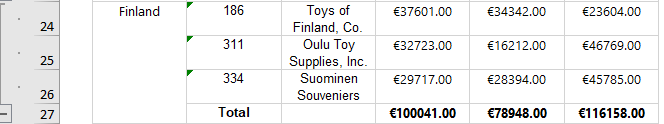 24 Finland 186 Toys of Finland, Co. €37601.00 €34342.00 €23604.00
25 311 Oulu Toy Supplies, Inc. €32723.00 €16212.00 €46769.00
26 334 Suominen Souveniers €29717.00 €28394.00 €45785.00
27 Total €100041.00 €78948.00 €116158.00